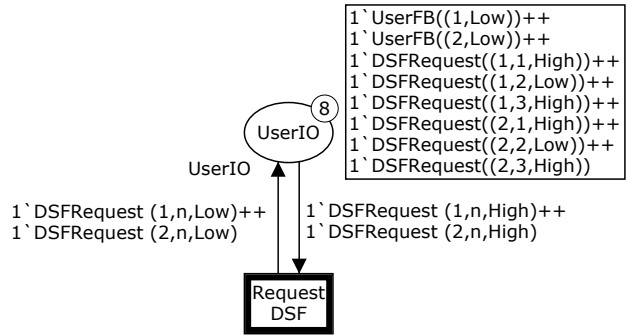 1`UserFB((1,Low))++
1`UserFB((2,Low))++
1`DSFRequest((1,1,High))++
1`DSFRequest((1,2,Low))++
1`DSFRequest((1,3,High))++
1`DSFRequest((2,1,High))++
1`DSFRequest((2,2,Low))++
1`DSFRequest((2,3,High))
8
UserIO
UserIO
1`DSFRequest (1,n,Low)++
1`DSFRequest (2,n,Low)
1`DSFRequest (1,n,High)++
1`DSFRequest (2,n,High)
Request
DSF